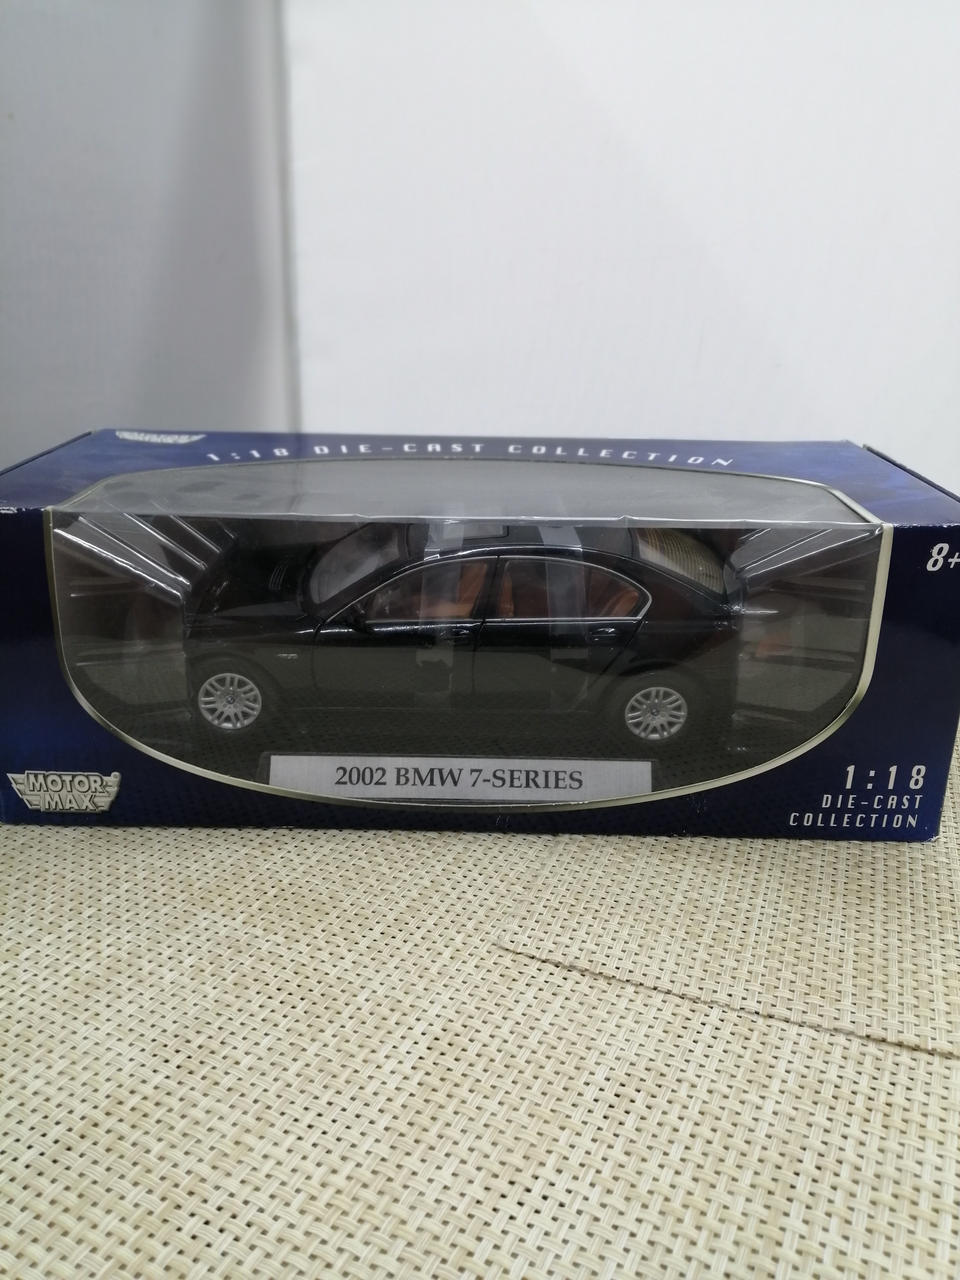 1:18 DIE-CAST COLLECTION
8+
2002 BMW 7-SERIES
MOTOR
MAX
1:18
DIE-CAST
COLLECTION